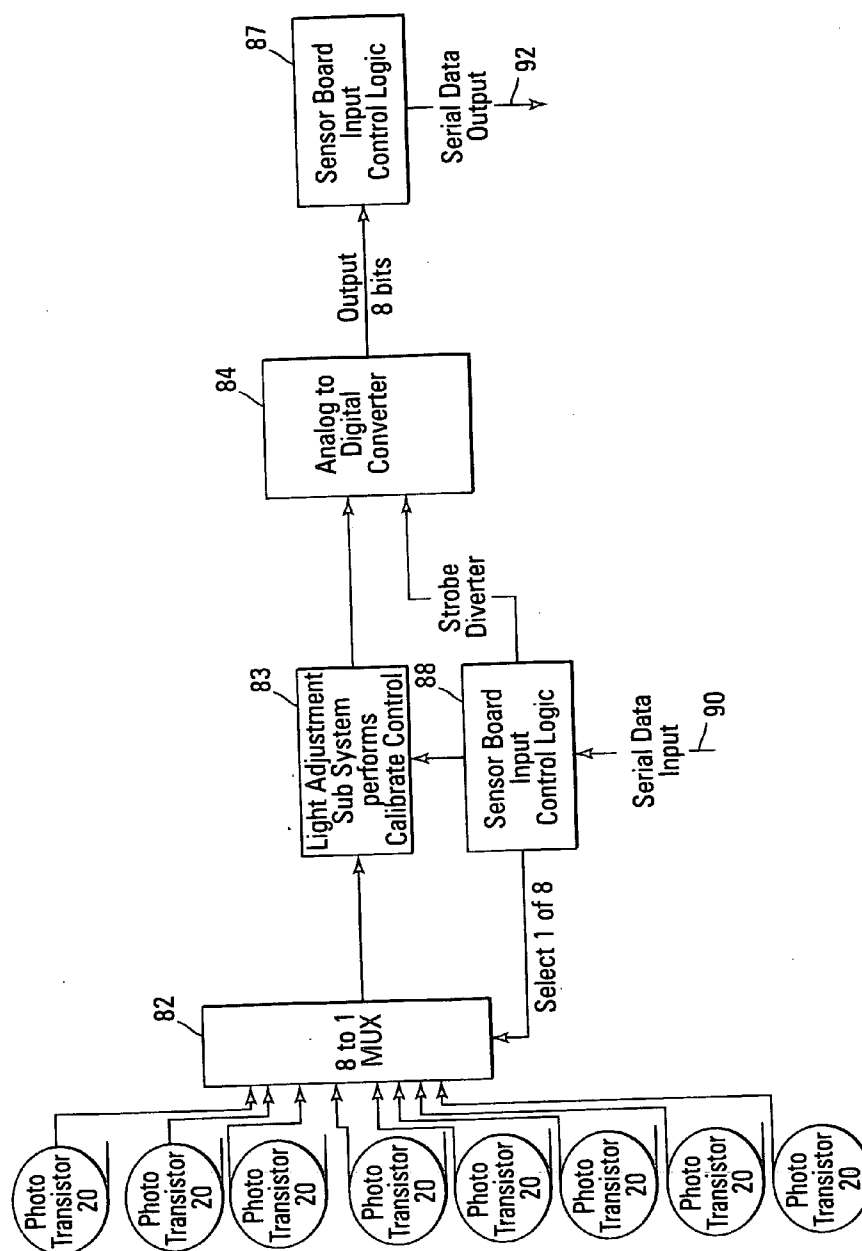 Photo
Transistor
20
Photo
Transistor
20
Photo
Transistor
20
Photo
Transistor
20
Photo
Transistor
20
Photo
Transistor
20
Photo
Transistor
20
Photo
Transistor
20
82
8 to 1
MUX
Select 1 of 8
83
Light Adjustment
Sub System
performs
Calibrate Control
88
Sensor Board
Input
Control Logic
Serial Data
Input
90
Strobe
Diverter
84
Analog to
Digital
Converter
Output
8 bits
87
Sensor Board
Input
Control Logic
Serial Data
Output
92